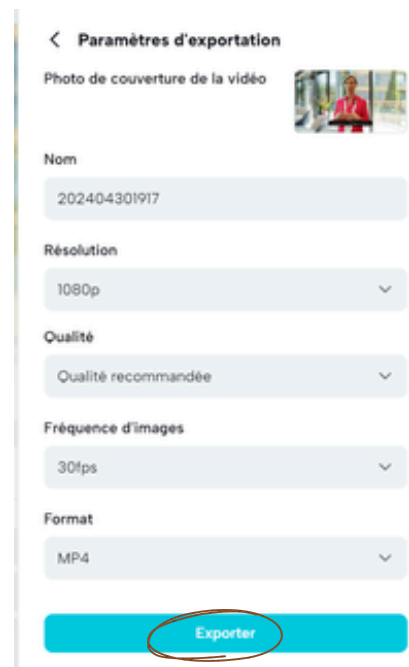 Paramètres d'exportation
Photo de couverture de la vidéo
Nom
202404301917
Résolution
1080p
Qualité
Qualité recommandée
Fréquence d'images
30fps
Format
MP4
Exporter